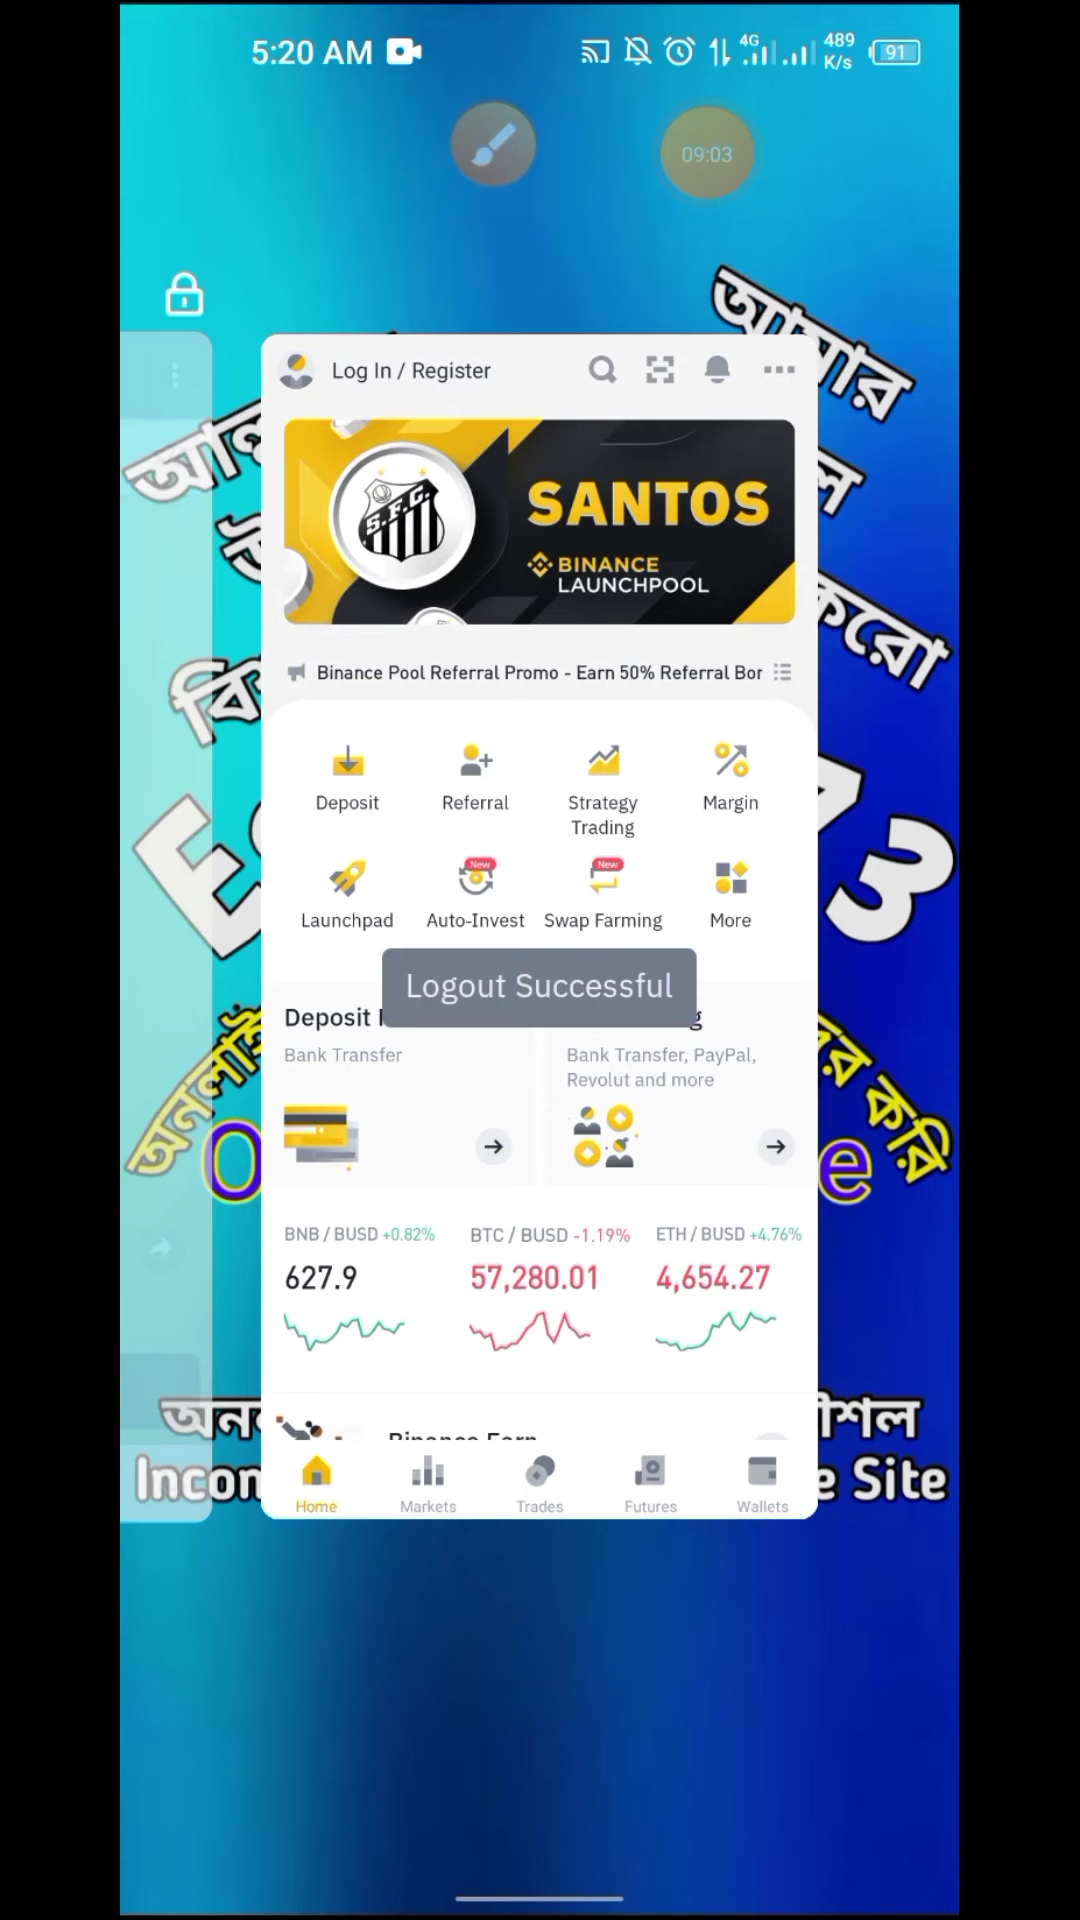 5:20 AM
4G
489
K/s
91
09:03
আমার
Log In / Register
S.F.C.
SANTOS
BINANCE
LAUNCHPOOL
Binance Pool Referral Promo - Earn 50% Referral Bor
Deposit
Referral
Strategy
Trading
Margin
New
New
Launchpad
Auto-Invest
Swap Farming
More
Logout Successful
Deposit
Bank Transfer
Bank Transfer, PayPal,
Revolut and more
BNB / BUSD +0.82%
BTC / BUSD -1.19%
ETH / BUSD +4.76%
627.9
57,280.01
4,654.27
Binance Earn
Home
Markets
Trades
Futures
Wallets
Site